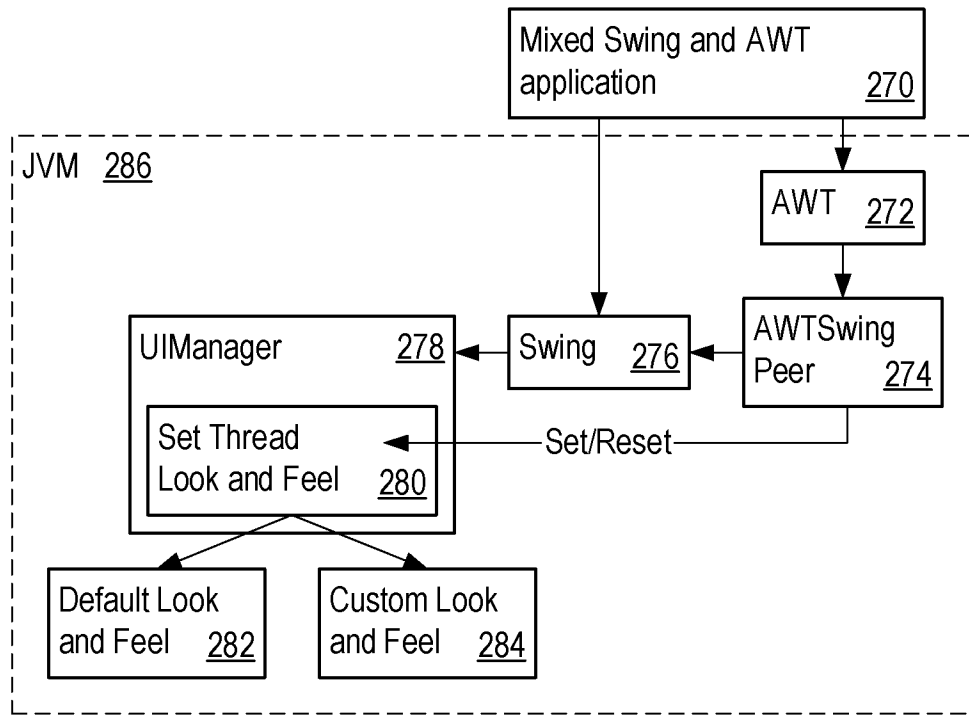 Mixed Swing and AWT
application 270
JVM 286
AWT 272
AWTSwing
Peer 274
Swing 276
UIManager 278
Set Thread
Look and Feel 280
Set/Reset
Default Look
and Feel 282
Custom Look
and Feel 284